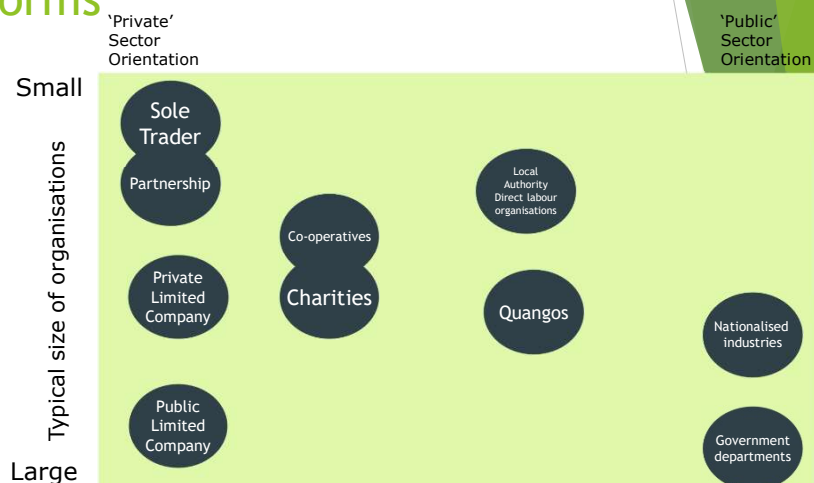 orms
‘Private’
Sector
Orientation
‘Public’
Sector
Orientation
Small
Typical size of organisations
Large
Sole
Trader
Partnership
Private
Limited
Company
Public
Limited
Company
Co-operatives
Charities
Local
Authority
Direct labour
organisations
Quangos
Nationalised
industries
Government
departments